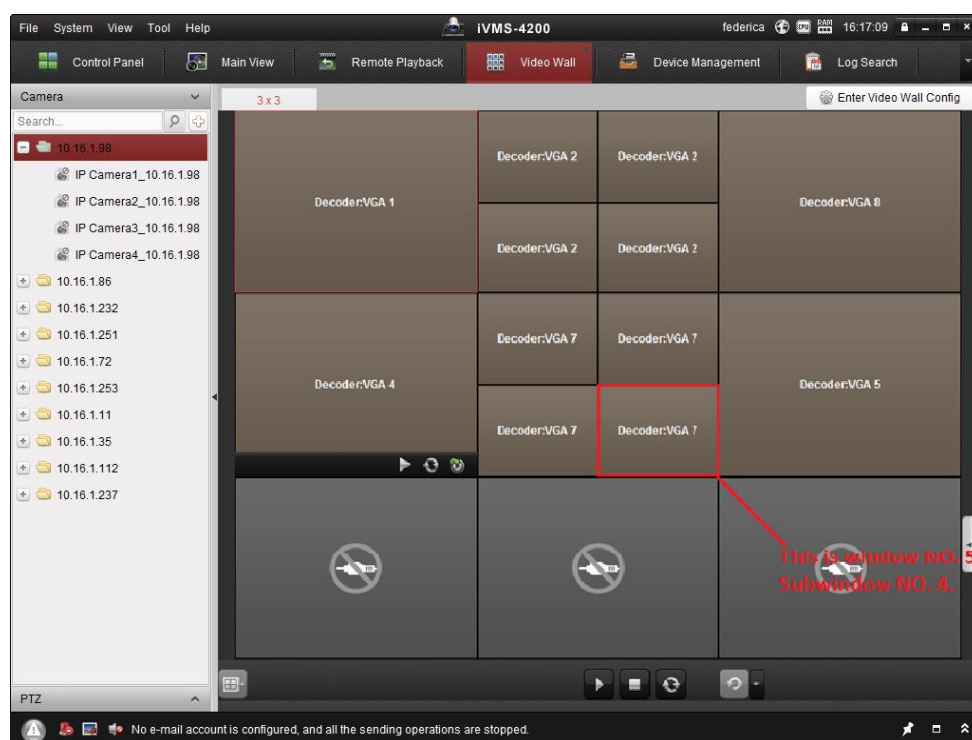 File System View Tool Help
iVMS-4200
federica
CPU
RAM
16:17:09
Control Panel
Main View
Remote Playback
Video Wall
Device Management
Log Search
Camera
3 x 3
Enter Video Wall Config
Search...
10.16.1.98
IP Camera1_10.16.1.98
IP Camera2_10.16.1.98
IP Camera3_10.16.1.98
IP Camera4_10.16.1.98
10.16.1.86
10.16.1.232
10.16.1.251
10.16.1.72
10.16.1.253
10.16.1.11
10.16.1.35
10.16.1.112
10.16.1.237
PTZ
Decoder:VGA 1
Decoder:VGA 2
Decoder:VGA 2
Decoder:VGA 8
Decoder:VGA 2
Decoder:VGA 2
Decoder:VGA 4
Decoder:VGA 7
Decoder:VGA 7
Decoder:VGA 5
Decoder:VGA 7
Decoder:VGA 7
This is window NO. 5
Subwindow NO. 4.
No e-mail account is configured, and all the sending operations are stopped.